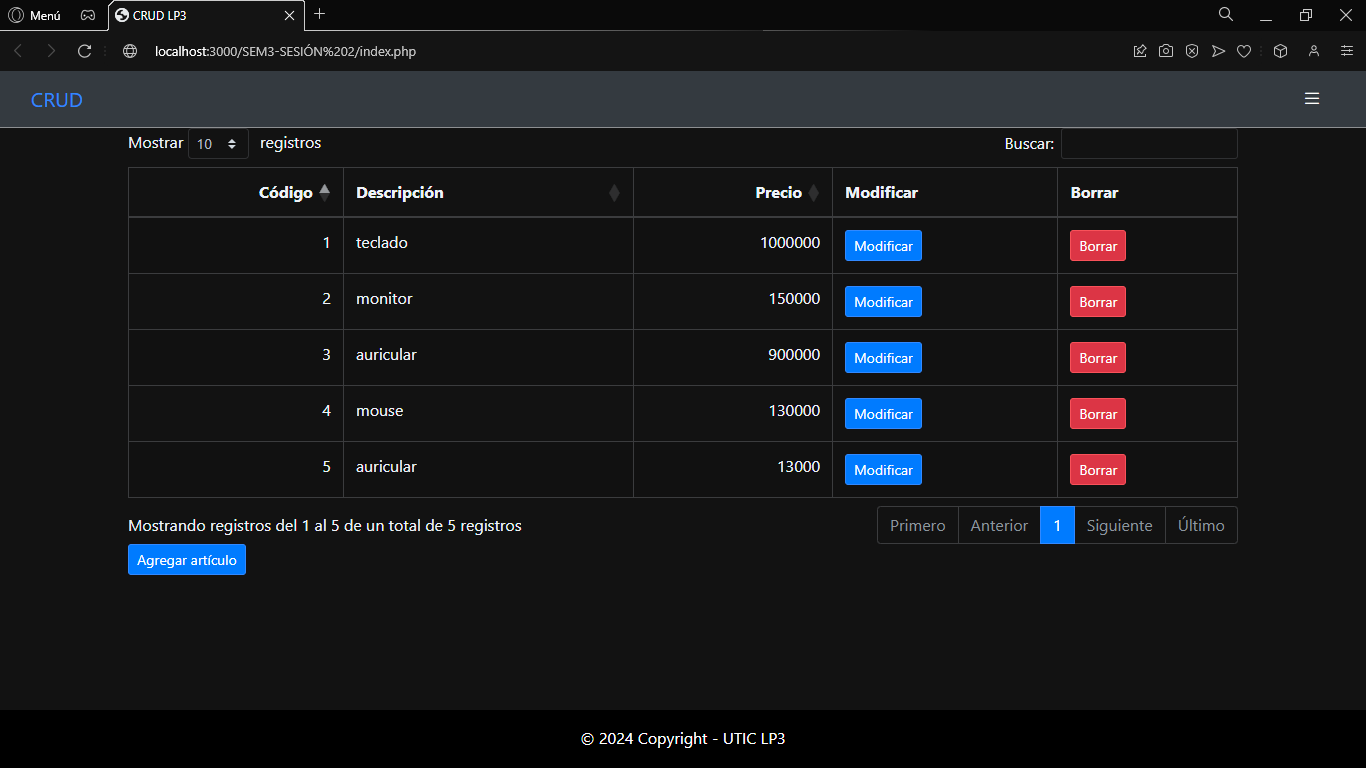 Menú
CRUD LP3
localhost:3000/SEM3-SESIÓN%202/index.php
CRUD
Mostrar 10 registros Buscar:
Código Descripción Precio Modificar Borrar
1 teclado 1000000 Modificar Borrar
2 monitor 150000 Modificar Borrar
3 auricular 900000 Modificar Borrar
4 mouse 130000 Modificar Borrar
5 auricular 13000 Modificar Borrar
Mostrando registros del 1 al 5 de un total de 5 registros Primero Anterior 1 Siguiente Último
Agregar artículo
© 2024 Copyright - UTIC LP3